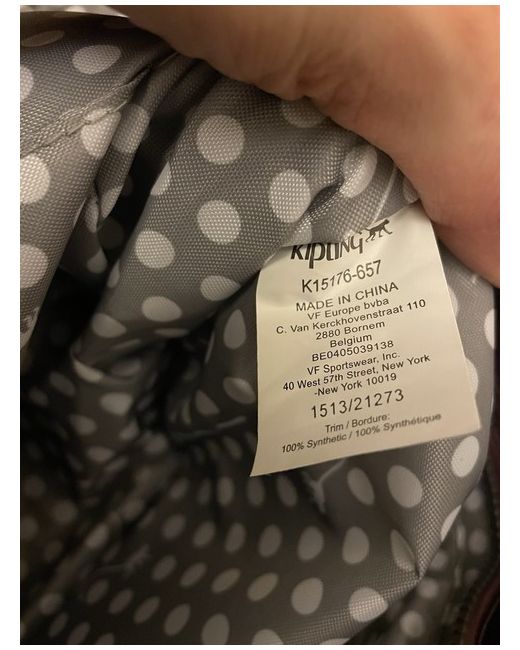 Kipling
K15176-657
MADE IN CHINA
VF Europe bvba
C. Van Kerckhovenstraat 110
2880 Bornem
Belgium
BE0405039138
VF Sportswear, Inc.
40 West 57th Street, New York
-New York 10019
1513/21273
Trim / Bordure:
100% Synthetic / 100% Synthétique